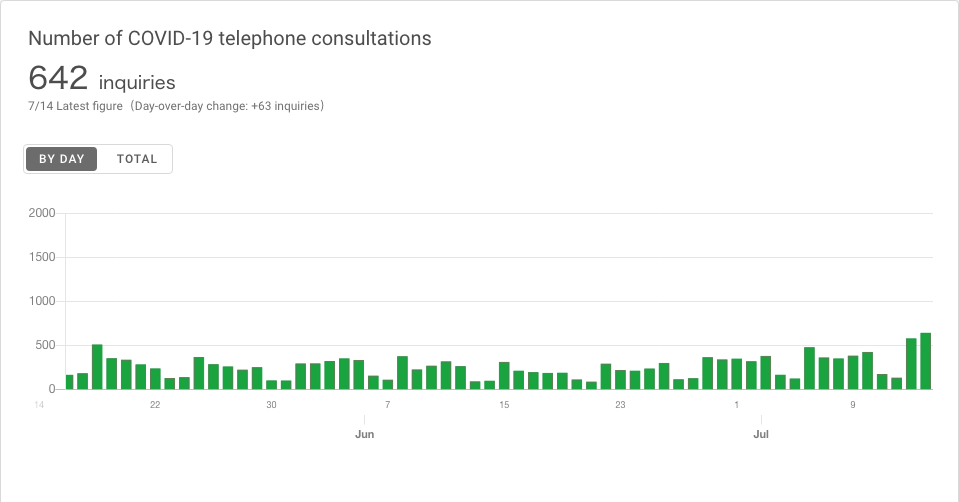 Number of COVID-19 telephone consultations
642 inquiries
7/14 Latest figure（Day-over-day change: +63 inquiries）
BY DAY TOTAL
2000
1500
1000
500
0
14 22 30 7 15 23 1 9
Jun Jul